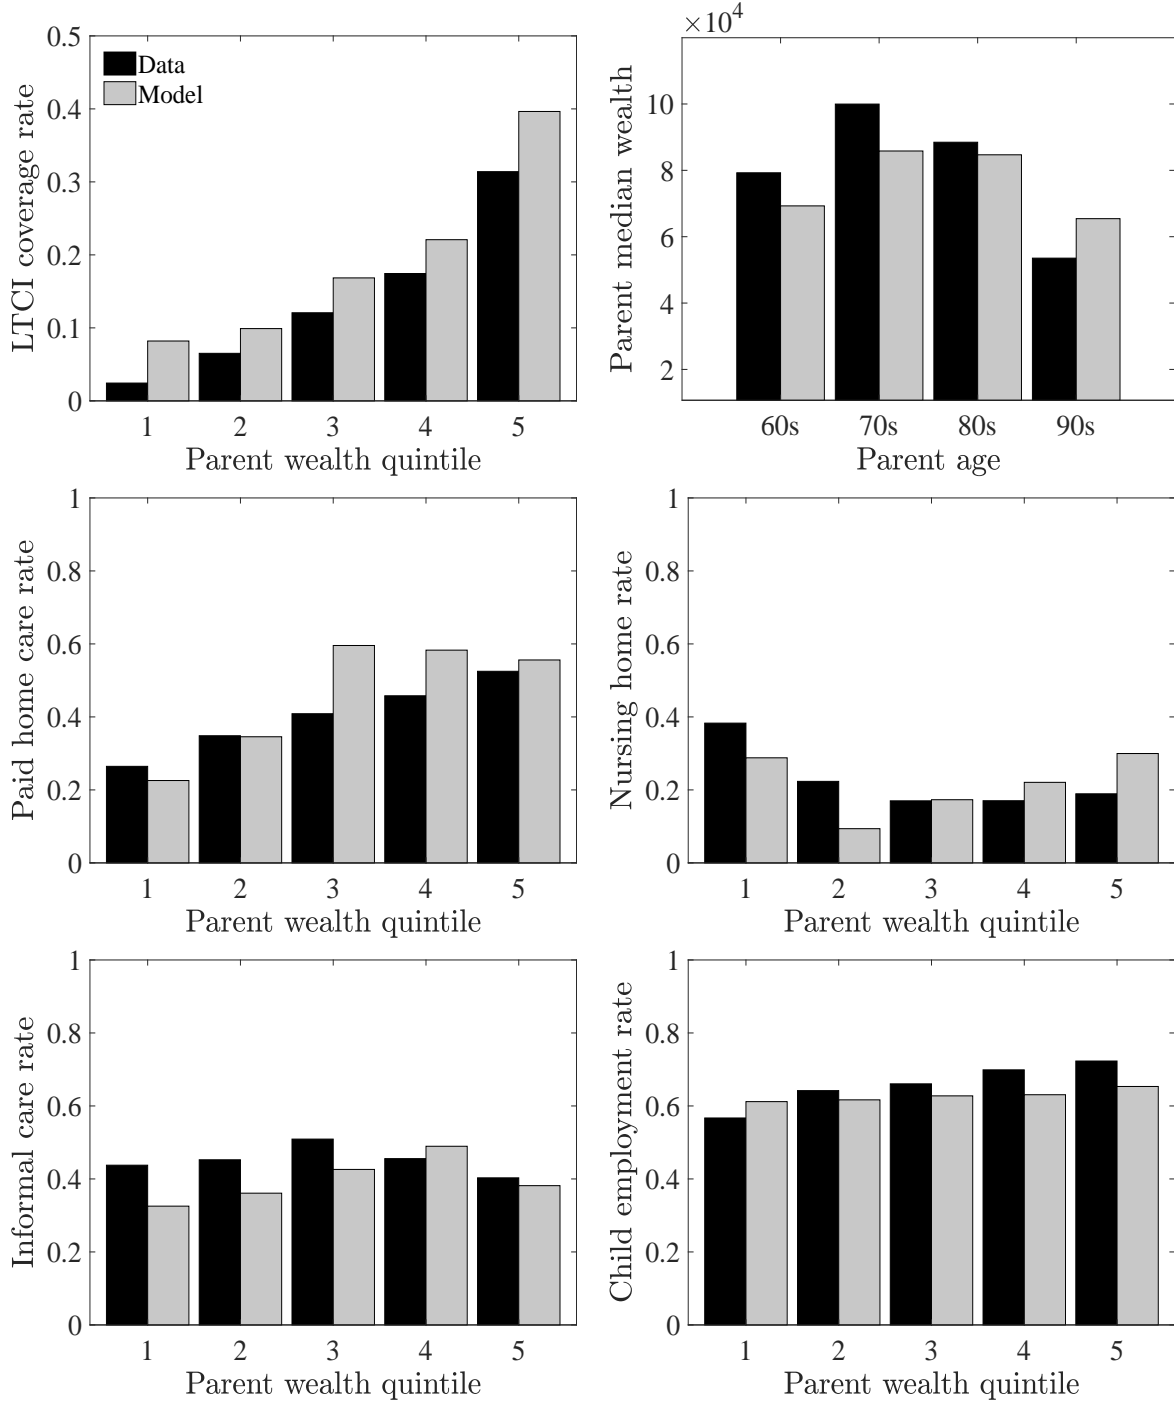 0.5
0.4
0.3
0.2
0.1
0
LTCI coverage rate
Data
Model
1 2 3 4 5
Parent wealth quintile
×10⁴
10
8
6
4
2
Parent median wealth
60s 70s 80s 90s
Parent age
1
0.8
0.6
0.4
0.2
0
Paid home care rate
1 2 3 4 5
Parent wealth quintile
1
0.8
0.6
0.4
0.2
0
Nursing home rate
1 2 3 4 5
Parent wealth quintile
1
0.8
0.6
0.4
0.2
0
Informal care rate
1 2 3 4 5
Parent wealth quintile
1
0.8
0.6
0.4
0.2
0
Child employment rate
1 2 3 4 5
Parent wealth quintile